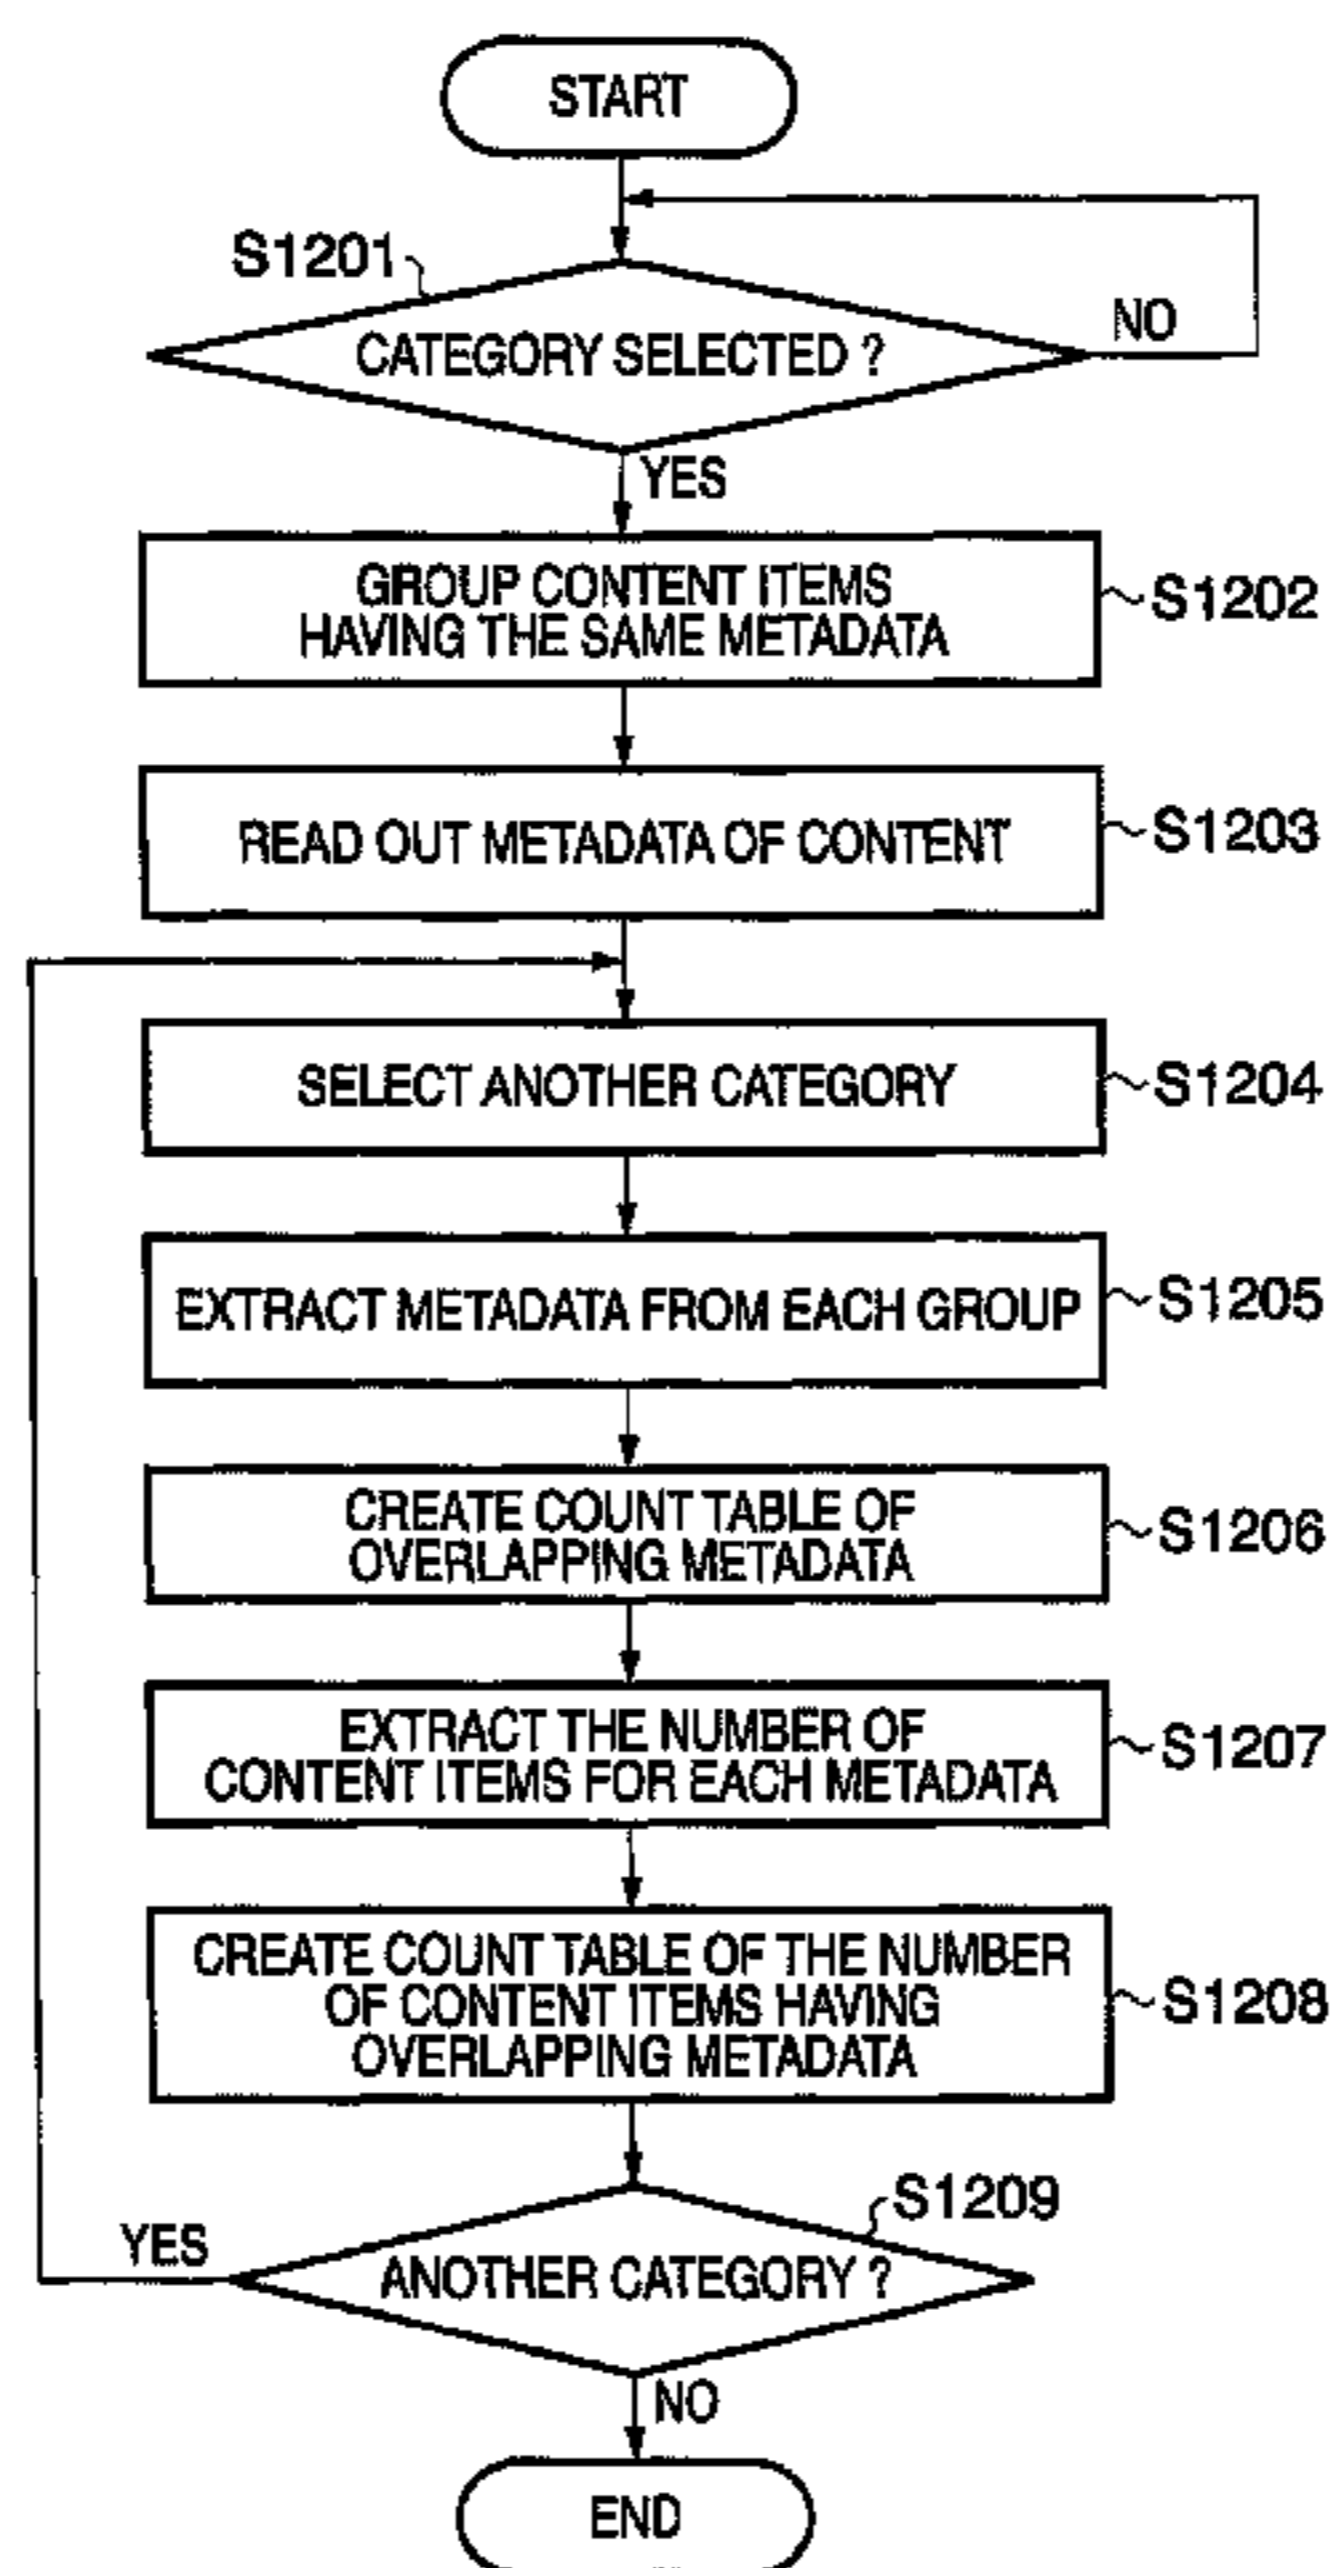 START
S1201
CATEGORY SELECTED ?
NO
YES
GROUP CONTENT ITEMS
HAVING THE SAME METADATA
S1202
READ OUT METADATA OF CONTENT
S1203
SELECT ANOTHER CATEGORY
S1204
EXTRACT METADATA FROM EACH GROUP
S1205
CREATE COUNT TABLE OF
OVERLAPPING METADATA
S1206
EXTRACT THE NUMBER OF
CONTENT ITEMS FOR EACH METADATA
S1207
CREATE COUNT TABLE OF THE NUMBER
OF CONTENT ITEMS HAVING
OVERLAPPING METADATA
S1208
S1209
YES
ANOTHER CATEGORY ?
NO
END